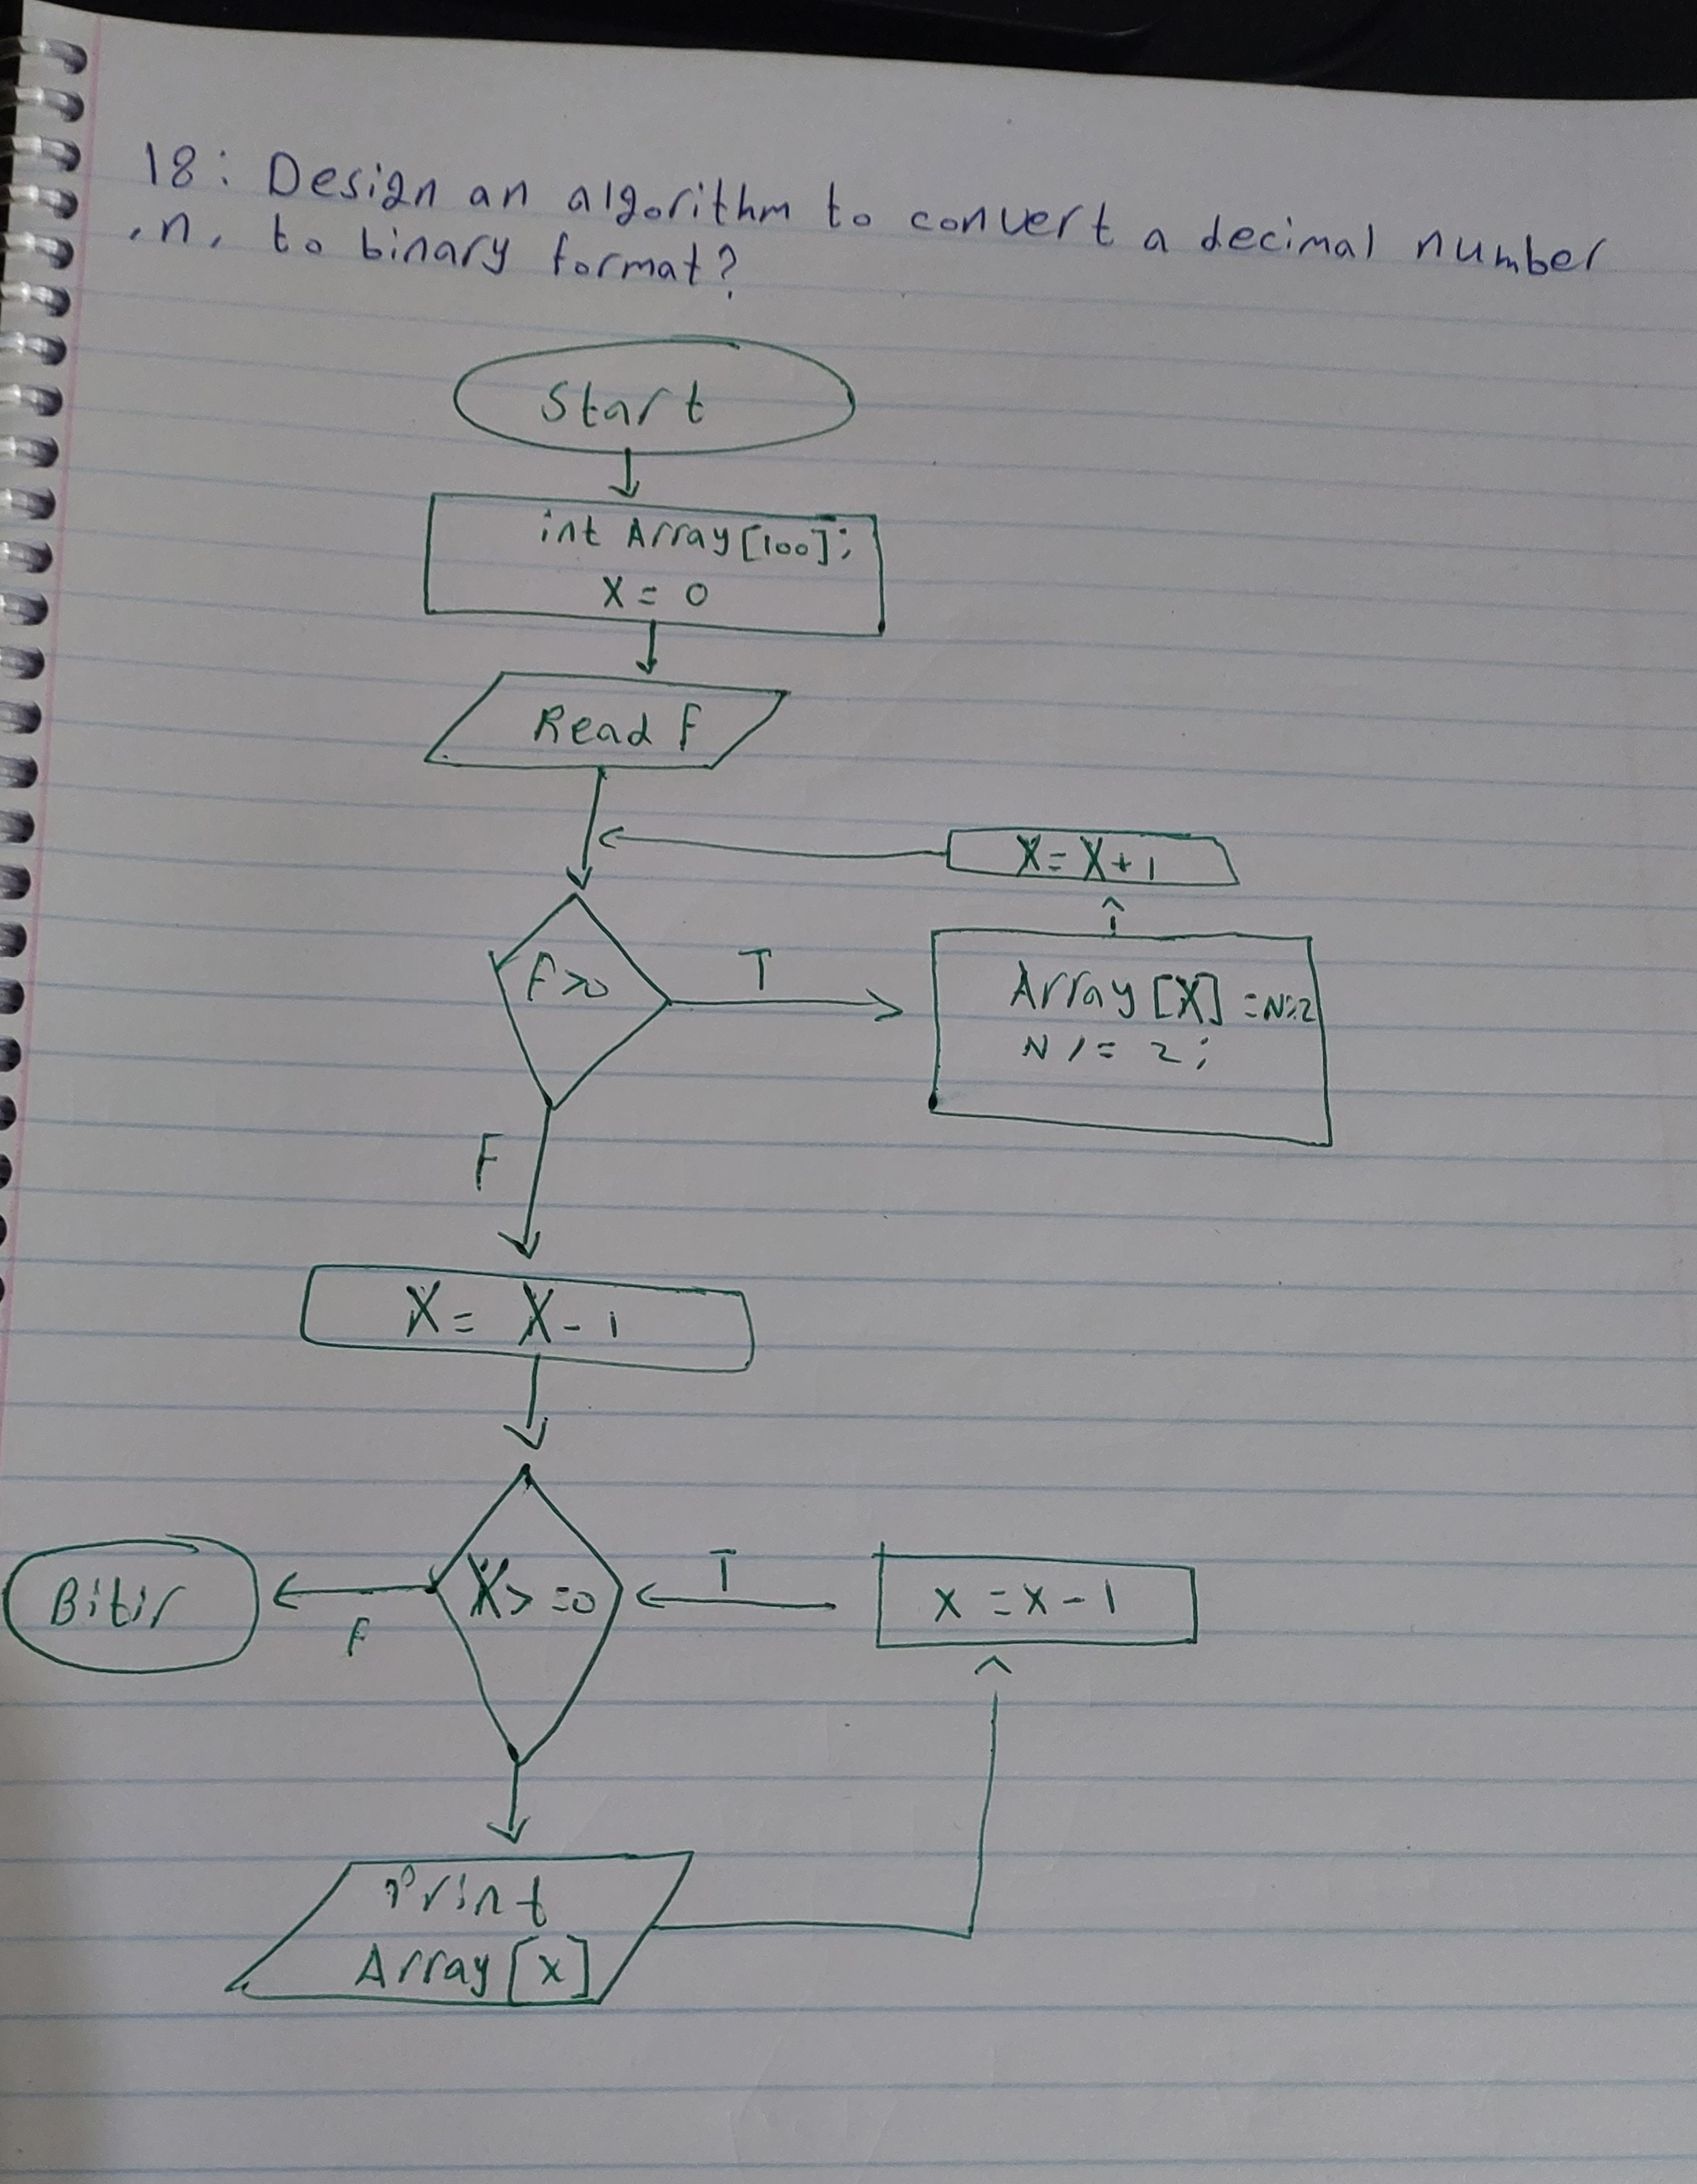 18: Design an algorithm to convert a decimal number
,n, to binary format?
Start
int Array[100];
X = 0
Read F
X = X + 1
F>0
T
Array [X] =N%2
N /= 2;
F
X = X - 1
Bitir
F
X> =0
T
x = x - 1
Print
Array [x]